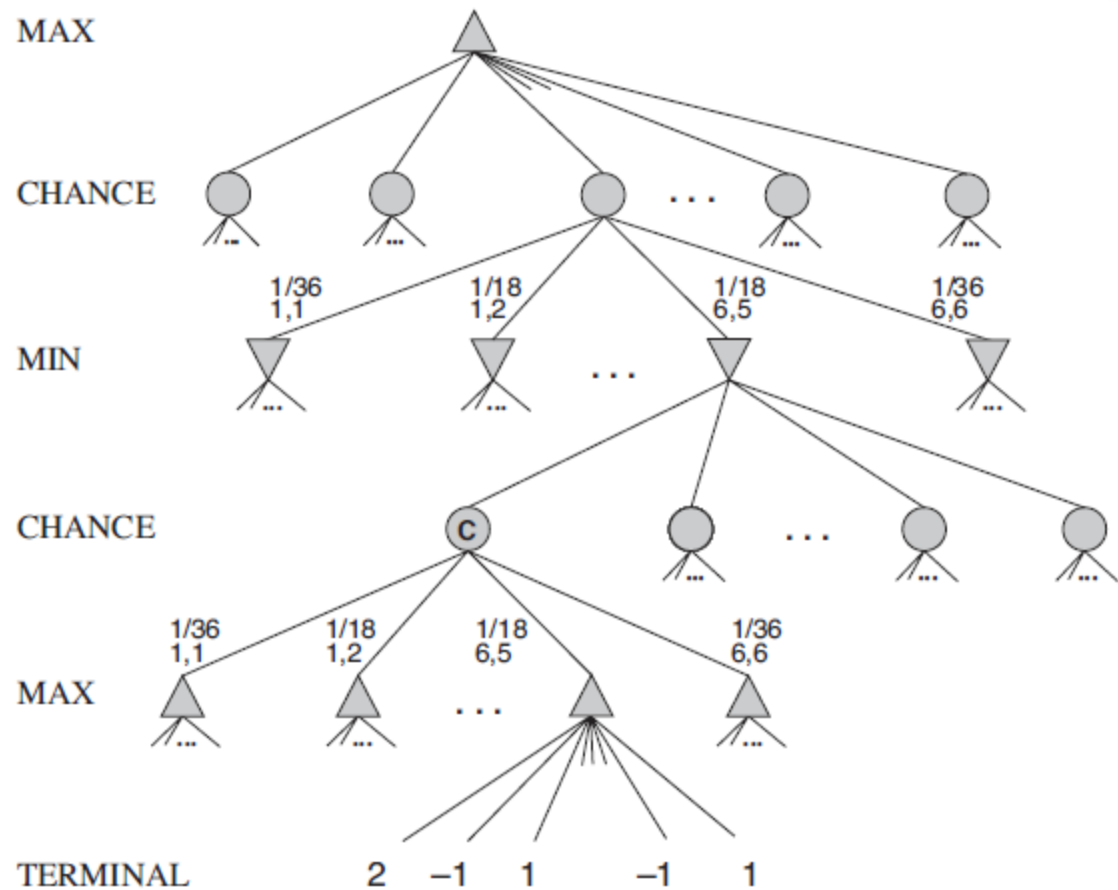 MAX
CHANCE
...
... ... ... ...
1/36 1/18 1/18 1/36
1,1 1,2 6,5 6,6
MIN
...
... ... ...
CHANCE
C
...
... ... ...
1/36 1/18 1/18 1/36
1,1 1,2 6,5 6,6
MAX
...
... ... ...
TERMINAL 2 –1 1 –1 1